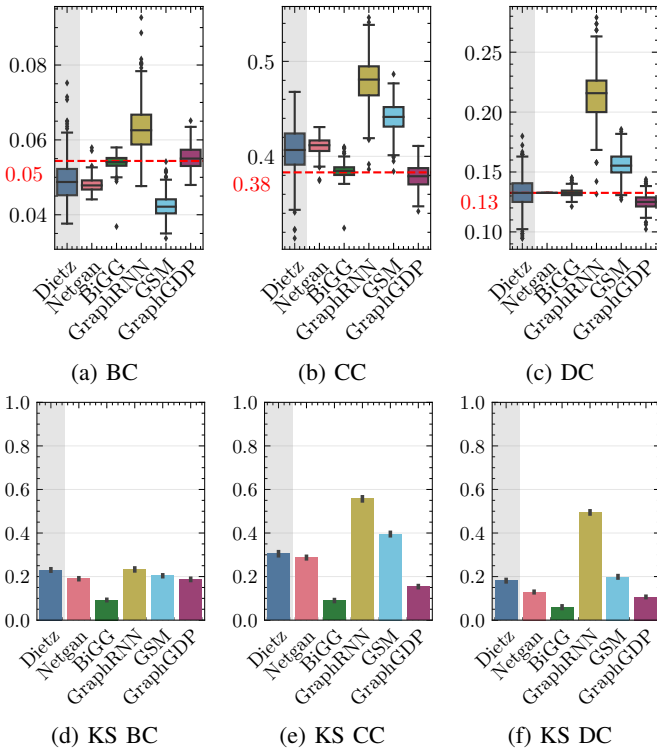 0.08
0.06
0.05
0.04
Dietz
Netgan
BiGG
GraphRNN
GSM
GraphGDP
(a) BC
0.5
0.4
0.38
Dietz
Netgan
BiGG
GraphRNN
GSM
GraphGDP
(b) CC
0.25
0.20
0.15
0.13
0.10
Dietz
Netgan
BiGG
GraphRNN
GSM
GraphGDP
(c) DC
1.0
0.8
0.6
0.4
0.2
0.0
Dietz
Netgan
BiGG
GraphRNN
GSM
GraphGDP
(d) KS BC
1.0
0.8
0.6
0.4
0.2
0.0
Dietz
Netgan
BiGG
GraphRNN
GSM
GraphGDP
(e) KS CC
1.0
0.8
0.6
0.4
0.2
0.0
Dietz
Netgan
BiGG
GraphRNN
GSM
GraphGDP
(f) KS DC